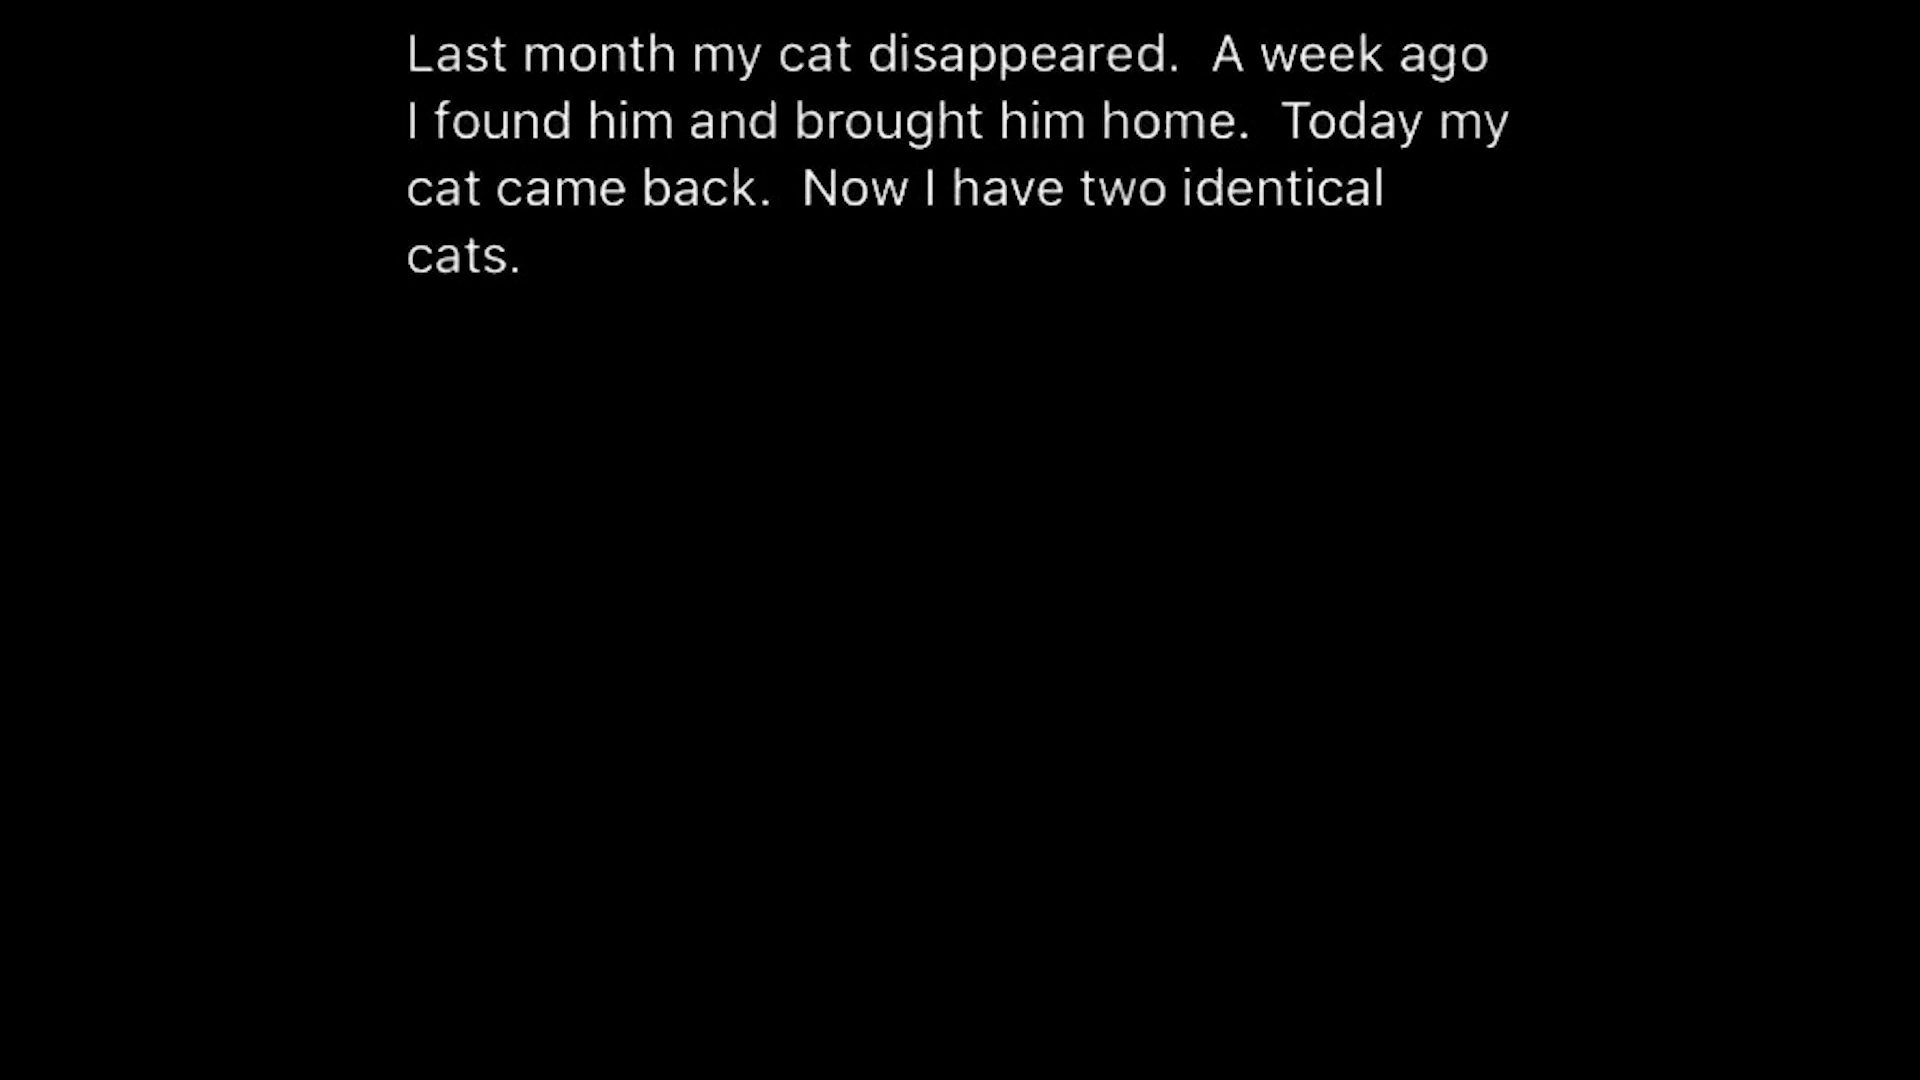 Last month my cat disappeared.  A week ago
I found him and brought him home.  Today my
cat came back.  Now I have two identical
cats.